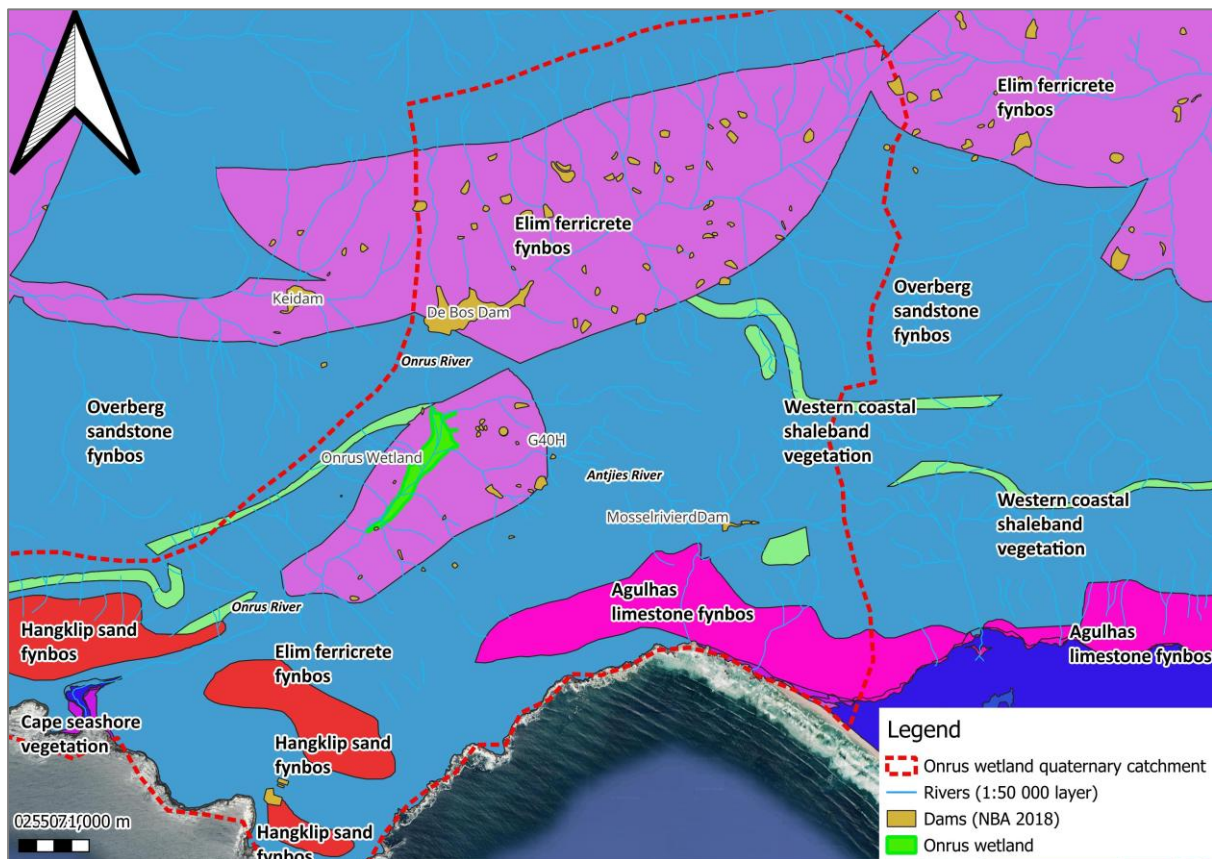 Elim ferricrete
fynbos
Elim ferricrete
fynbos
Keidam
De Bos Dam
Overberg
sandstone
fynbos
Onrus River
Overberg
sandstone
fynbos
Western coastal
shaleband
vegetation
Onrus Wetland
G40H
Antjies River
Western coastal
shaleband
vegetation
MosselrivierdDam
Onrus River
Agulhas
limestone fynbos
Hangklip sand
fynbos
Elim ferricrete
fynbos
Agulhas
limestone fynbos
Cape seashore
vegetation
Hangklip sand
fynbos
Hangklip sand
fynbos
Legend
Onrus wetland quaternary catchment
Rivers (1:50 000 layer)
Dams (NBA 2018)
Onrus wetland